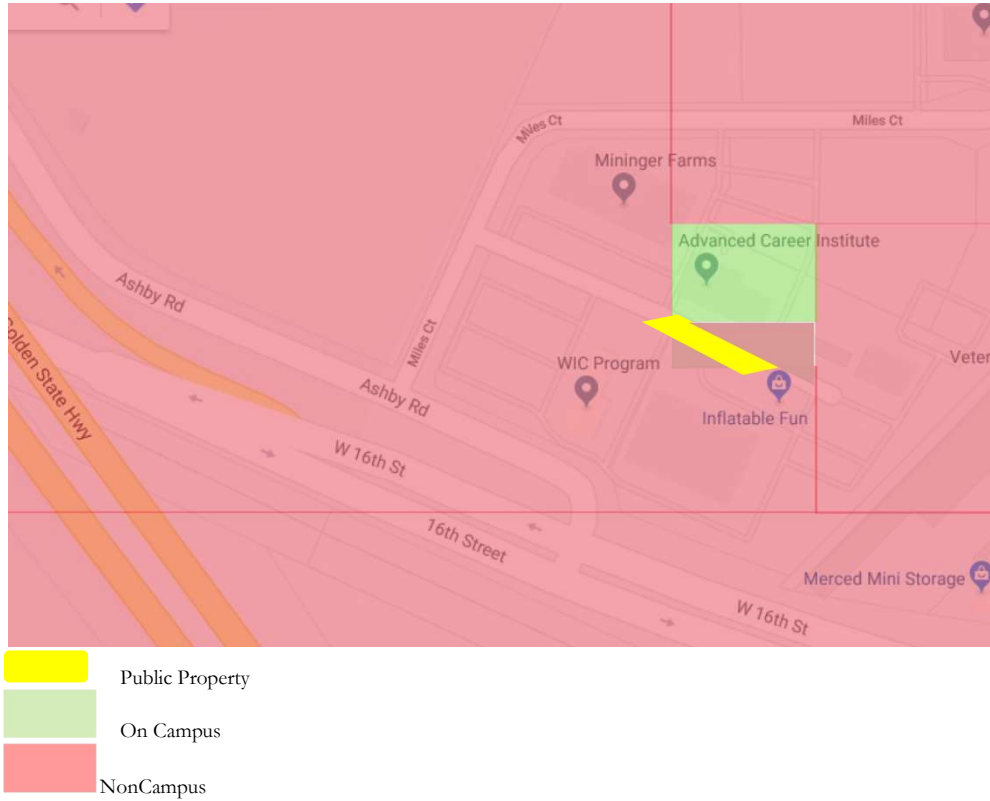 Miles Ct
Miles Ct
Mininger Farms
Advanced Career Institute
Ashby Rd
Miles Ct
WIC Program
Veter
Golden State Hwy
Ashby Rd
Inflatable Fun
W 16th St
16th Street
Merced Mini Storage
W 16th St
Public Property
On Campus
NonCampus